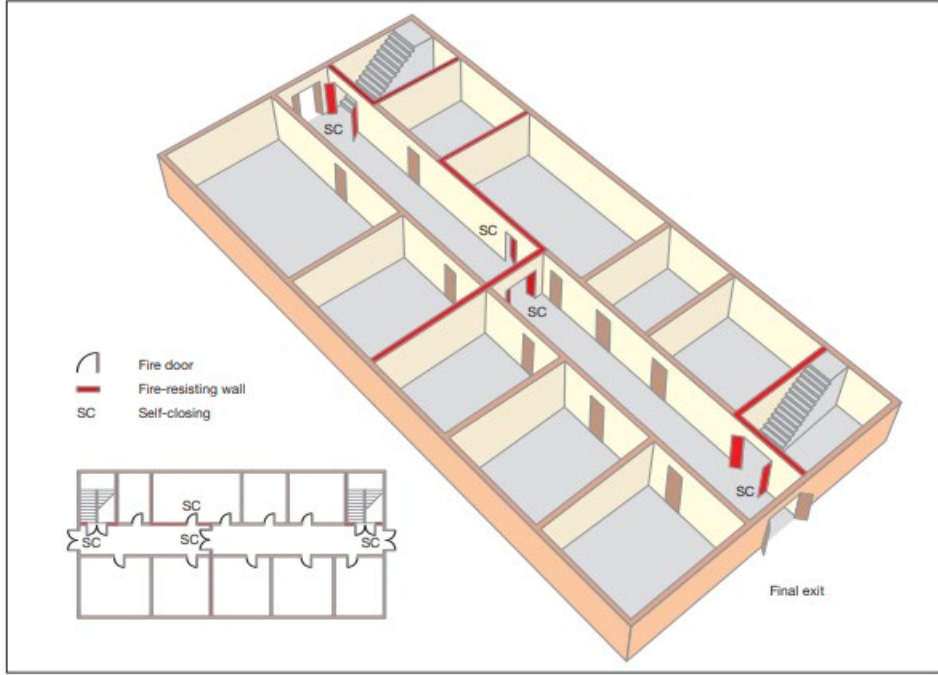 SC
SC
SC
SC
Fire door
Fire-resisting wall
SC Self-closing
SC
SC
SC
SC
Final exit